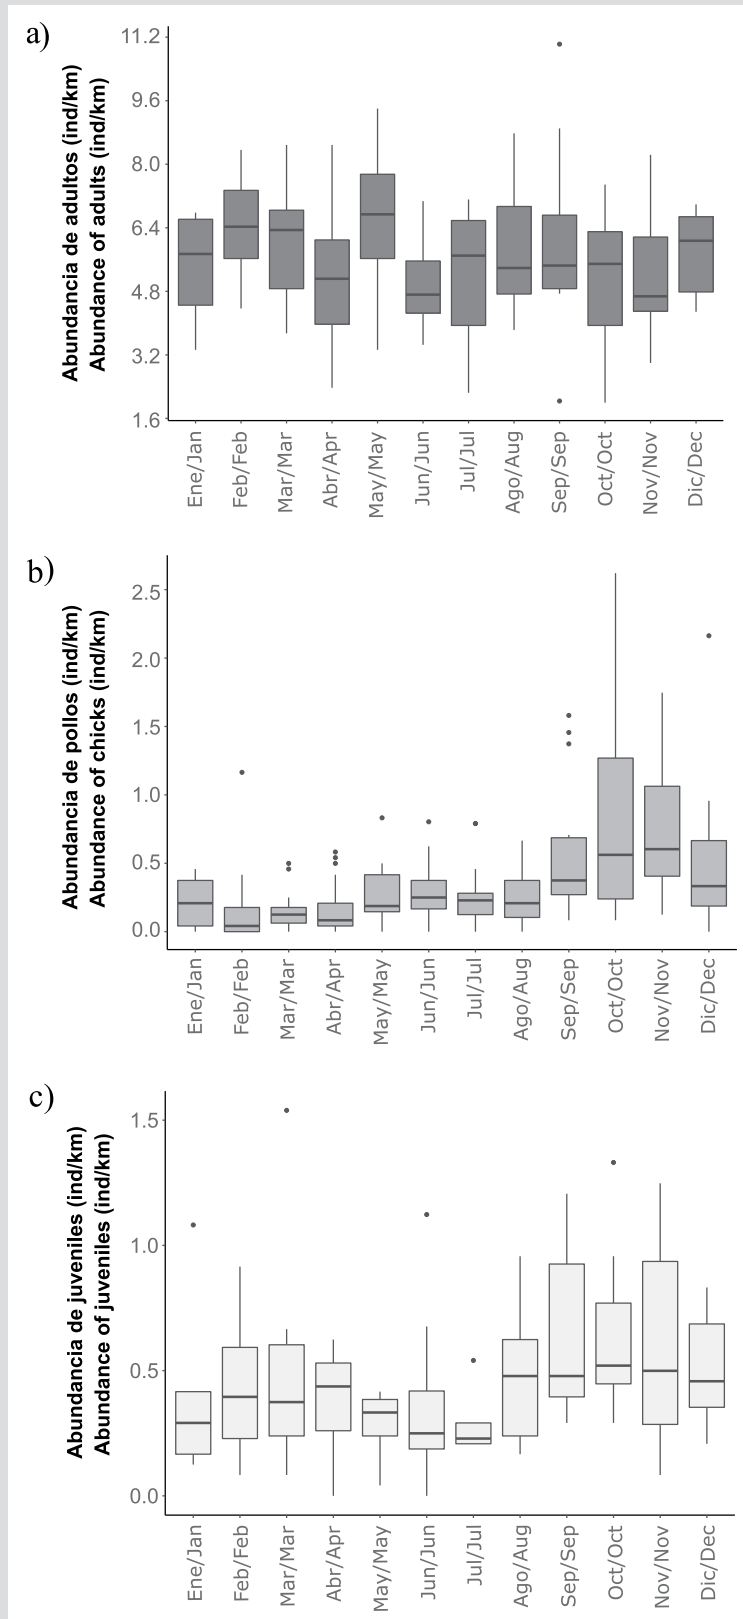 a)
Abundancia de adultos (ind/km)
Abundance of adults (ind/km)
11.2
9.6
8.0
6.4
4.8
3.2
1.6
Ene/Jan
Feb/Feb
Mar/Mar
Abr/Apr
May/May
Jun/Jun
Jul/Jul
Ago/Aug
Sep/Sep
Oct/Oct
Nov/Nov
Dic/Dec
b)
Abundancia de pollos (ind/km)
Abundance of chicks (ind/km)
2.5
2.0
1.5
1.0
0.5
0.0
Ene/Jan
Feb/Feb
Mar/Mar
Abr/Apr
May/May
Jun/Jun
Jul/Jul
Ago/Aug
Sep/Sep
Oct/Oct
Nov/Nov
Dic/Dec
c)
Abundancia de juveniles (ind/km)
Abundance of juveniles (ind/km)
1.5
1.0
0.5
0.0
Ene/Jan
Feb/Feb
Mar/Mar
Abr/Apr
May/May
Jun/Jun
Jul/Jul
Ago/Aug
Sep/Sep
Oct/Oct
Nov/Nov
Dic/Dec